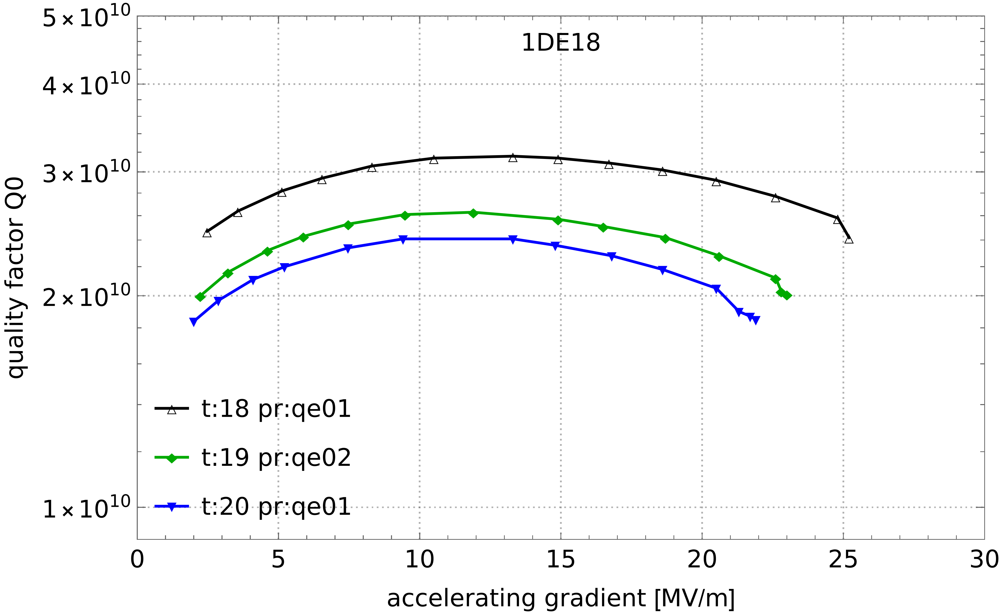 1DE18
5×10^10
4×10^10
3×10^10
2×10^10
1×10^10
quality factor Q0
t:18 pr:qe01
t:19 pr:qe02
t:20 pr:qe01
0 5 10 15 20 25 30
accelerating gradient [MV/m]